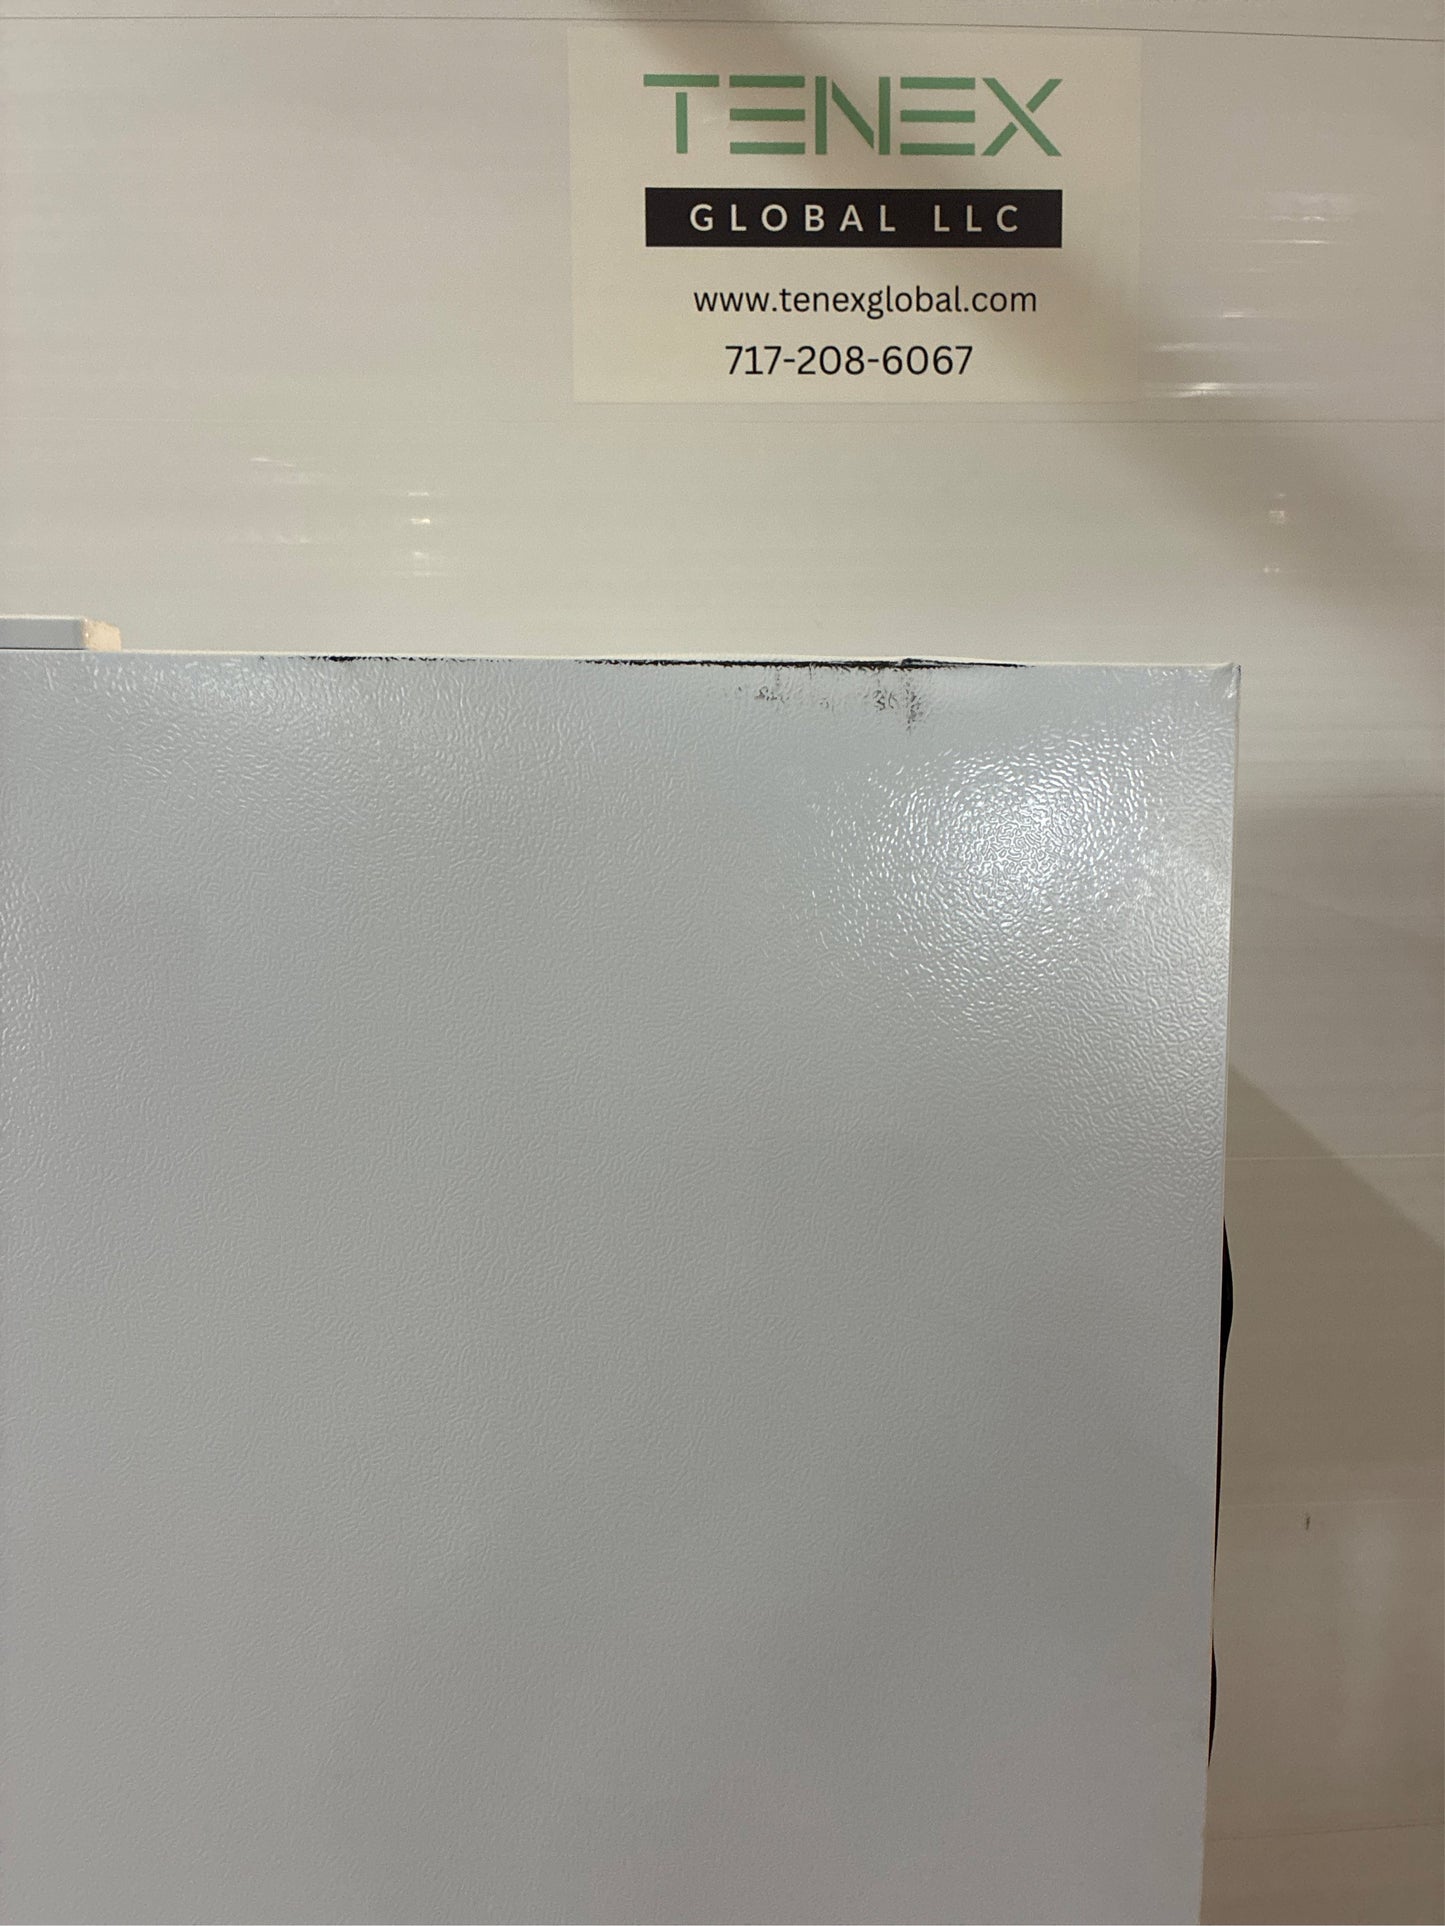 TENEX
GLOBAL LLC
www.tenexglobal.com
717-208-6067